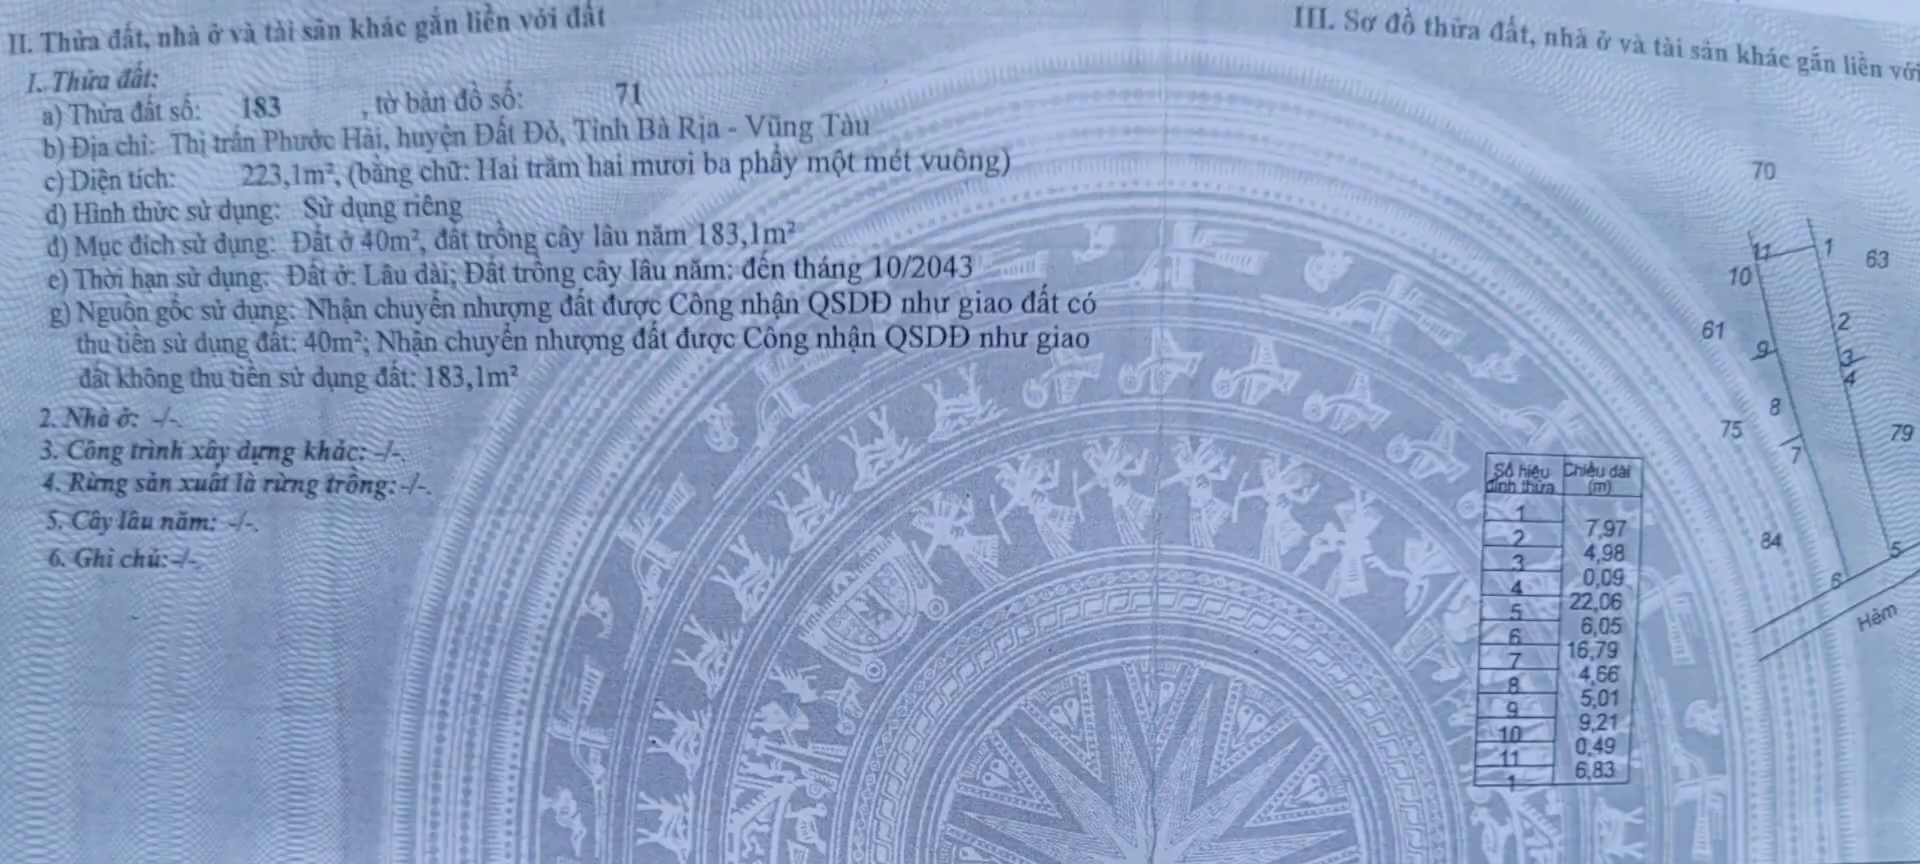 II. Thửa đất, nhà ở và tài sản khác gắn liền với đất
1. Thửa đất:
a) Thửa đất số: 183 , tờ bản đồ số: 71
b) Địa chỉ: Thị trấn Phước Hải, huyện Đất Đỏ, Tỉnh Bà Rịa - Vũng Tàu
c) Diện tích: 223,1m², (bằng chữ: Hai trăm hai mươi ba phẩy một mét vuông)
d) Hình thức sử dụng: Sử dụng riêng
đ) Mục đích sử dụng: Đất ở 40m², đất trồng cây lâu năm 183,1m²
e) Thời hạn sử dụng: Đất ở: Lâu dài; Đất trồng cây lâu năm: đến tháng 10/2043
g) Nguồn gốc sử dụng: Nhận chuyển nhượng đất được Công nhận QSDĐ như giao đất có
thu tiền sử dụng đất: 40m²; Nhận chuyển nhượng đất được Công nhận QSDĐ như giao
đất không thu tiền sử dụng đất: 183,1m²
2. Nhà ở: -/-.
3. Công trình xây dựng khác: -/-.
4. Rừng sản xuất là rừng trồng: -/-.
5. Cây lâu năm: -/-.
6. Ghi chú: -/-.
III. Sơ đồ thửa đất, nhà ở và tài sản khác gắn liền với
70
11 1 63
10
61 2
9 3
4
8
75 7 79
84 5
6
Hẻm
Số hiệu đỉnh thửa Chiều dài (m)
1
7,97
2
4,98
3
0,09
4
22,06
5
6,05
6
16,79
7
4,66
8
5,01
9
9,21
10
0,49
11
6,83
1